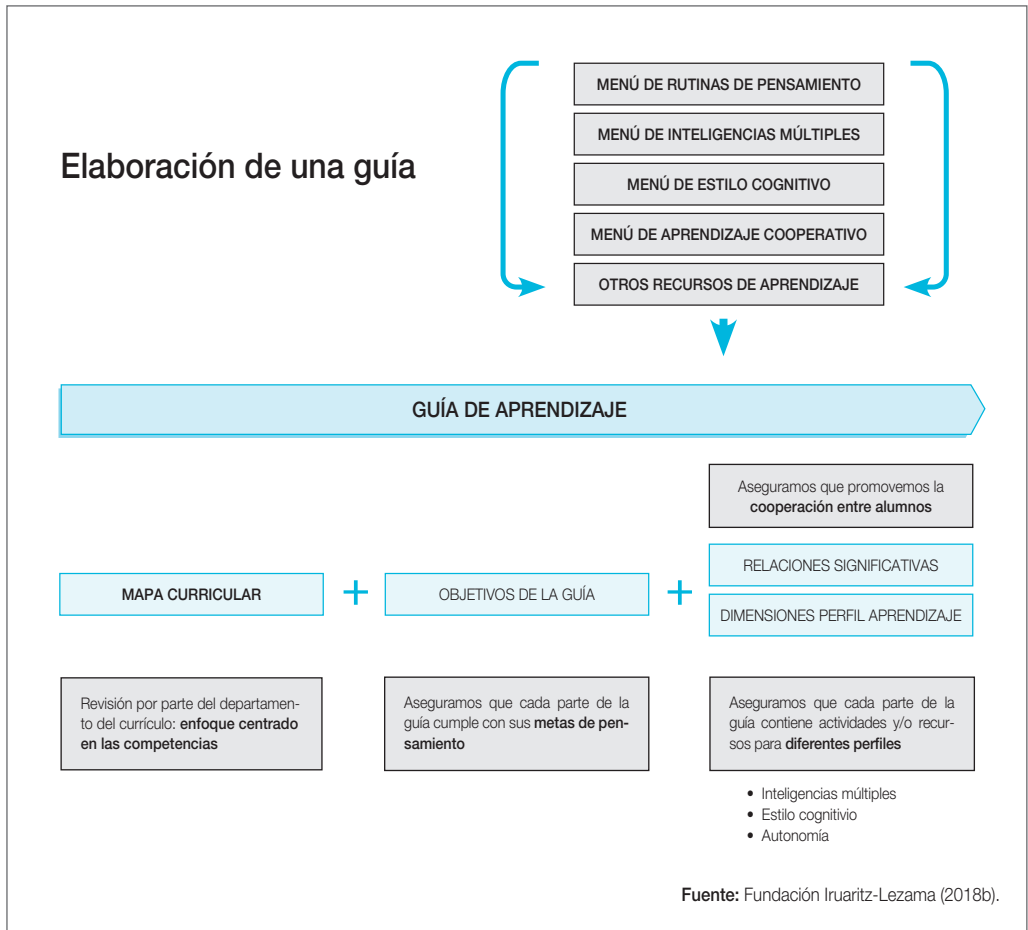 Elaboración de una guía
MENÚ DE RUTINAS DE PENSAMIENTO
MENÚ DE INTELIGENCIAS MÚLTIPLES
MENÚ DE ESTILO COGNITIVO
MENÚ DE APRENDIZAJE COOPERATIVO
OTROS RECURSOS DE APRENDIZAJE
GUÍA DE APRENDIZAJE
MAPA CURRICULAR
+
OBJETIVOS DE LA GUÍA
+
Aseguramos que promovemos la
cooperación entre alumnos
RELACIONES SIGNIFICATIVAS
DIMENSIONES PERFIL APRENDIZAJE
Revisión por parte del departamen-
to del currículo: enfoque centrado
en las competencias
Aseguramos que cada parte de la
guía cumple con sus metas de pen-
samiento
Aseguramos que cada parte de la
guía contiene actividades y/o recur-
sos para diferentes perfiles
• Inteligencias múltiples
• Estilo cognitivio
• Autonomía
Fuente: Fundación Iruaritz-Lezama (2018b).